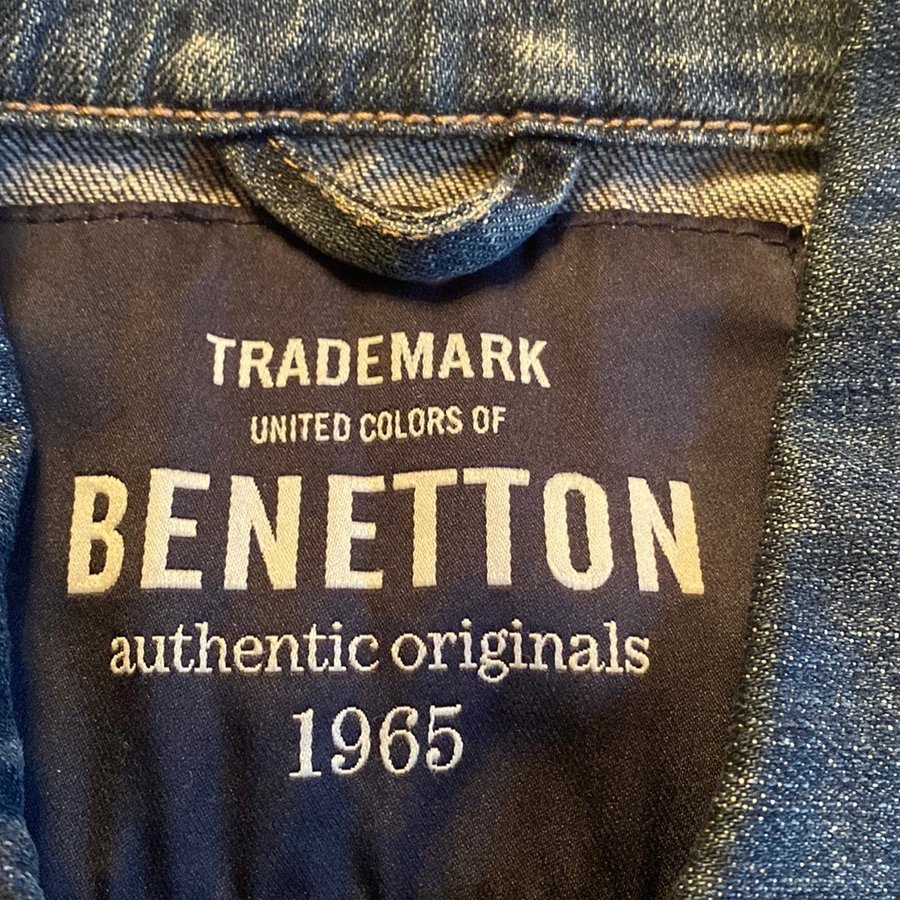 TRADEMARK
UNITED COLORS OF
BENETTON
authentic originals
1965